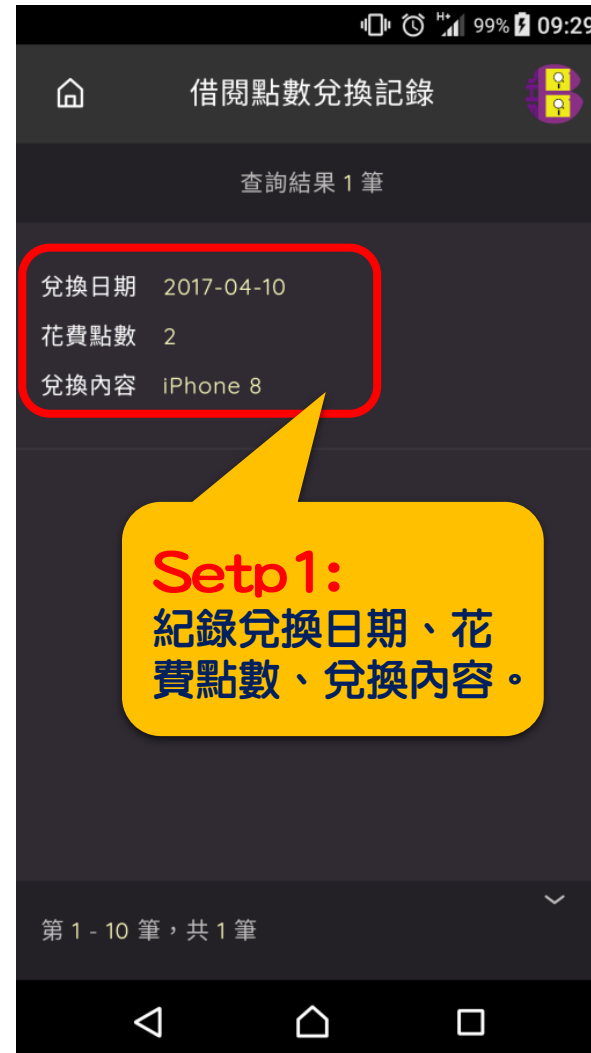 99% 09:29
借閱點數兌換記錄
查詢結果 1 筆
兌換日期 2017-04-10
花費點數 2
兌換內容 iPhone 8
Setp1:
紀錄兌換日期、花
費點數、兌換內容。
第 1 - 10 筆，共 1 筆